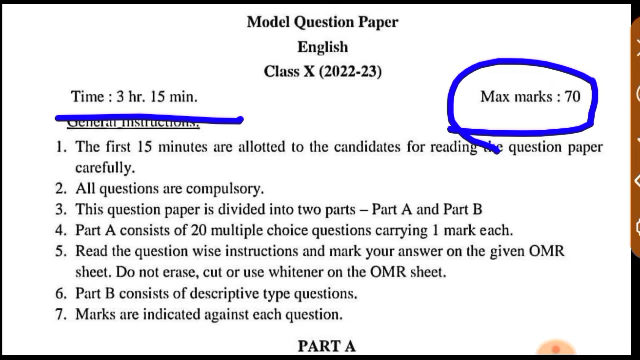 Model Question Paper
English
Class X (2022-23)
Time : 3 hr. 15 min. Max marks : 70
General Instructions:
1. The first 15 minutes are allotted to the candidates for reading the question paper
carefully.
2. All questions are compulsory.
3. This question paper is divided into two parts – Part A and Part B
4. Part A consists of 20 multiple choice questions carrying 1 mark each.
5. Read the question wise instructions and mark your answer on the given OMR
sheet. Do not erase, cut or use whitener on the OMR sheet.
6. Part B consists of descriptive type questions.
7. Marks are indicated against each question.
PART A